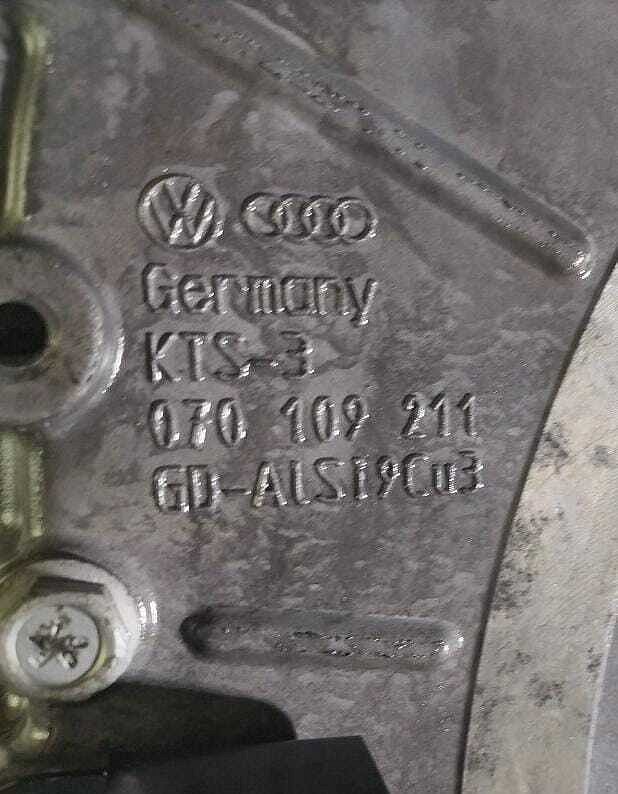 Germany
KTS-3
070 109 211
GD-ALSI9Cu3